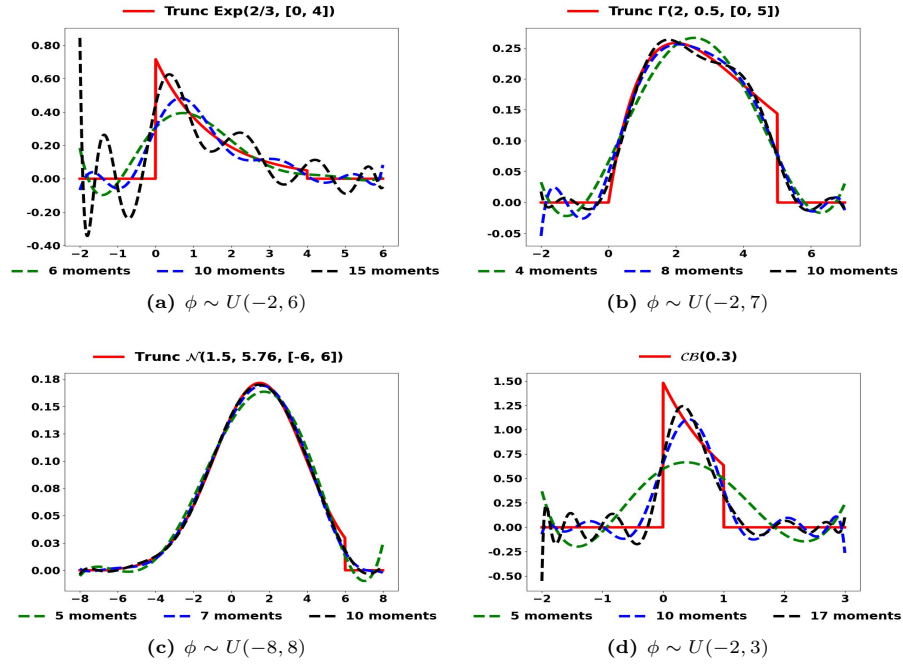 Trunc Exp(2/3, [0, 4])
0.80
0.60
0.40
0.20
0.00
-0.20
-0.40
-2 -1 0 1 2 3 4 5 6
6 moments 10 moments 15 moments
(a) ϕ ∼ U(−2, 6)
Trunc Γ(2, 0.5, [0, 5])
0.25
0.20
0.15
0.10
0.05
0.00
-0.05
-2 0 2 4 6
4 moments 8 moments 10 moments
(b) ϕ ∼ U(−2, 7)
Trunc 𝒩(1.5, 5.76, [-6, 6])
0.18
0.15
0.13
0.10
0.08
0.05
0.03
0.00
-8 -6 -4 -2 0 2 4 6 8
5 moments 7 moments 10 moments
(c) ϕ ∼ U(−8, 8)
𝒞ℬ(0.3)
1.50
1.25
1.00
0.75
0.50
0.25
0.00
-0.25
-0.50
-2 -1 0 1 2 3
5 moments 10 moments 17 moments
(d) ϕ ∼ U(−2, 3)